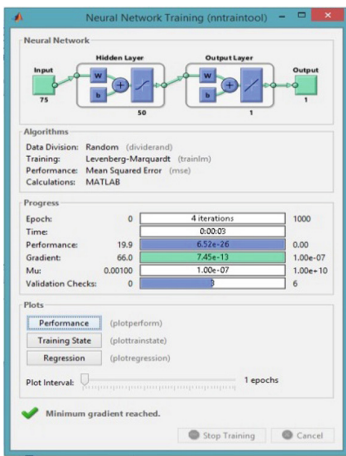 Neural Network Training (nntraintool)
Neural Network
Hidden Layer Output Layer
Input Output
W W
b b
75 50 1 1
Algorithms
Data Division: Random (dividerand)
Training: Levenberg-Marquardt (trainlm)
Performance: Mean Squared Error (mse)
Calculations: MATLAB
Progress
Epoch: 0 4 iterations 1000
Time: 0:00:03
Performance: 19.9 6.52e-26 0.00
Gradient: 66.0 7.45e-13 1.00e-07
Mu: 0.00100 1.00e-07 1.00e+10
Validation Checks: 0 3 6
Plots
Performance (plotperform)
Training State (plottrainstate)
Regression (plotregression)
Plot Interval: 1 epochs
Minimum gradient reached.
Stop Training Cancel